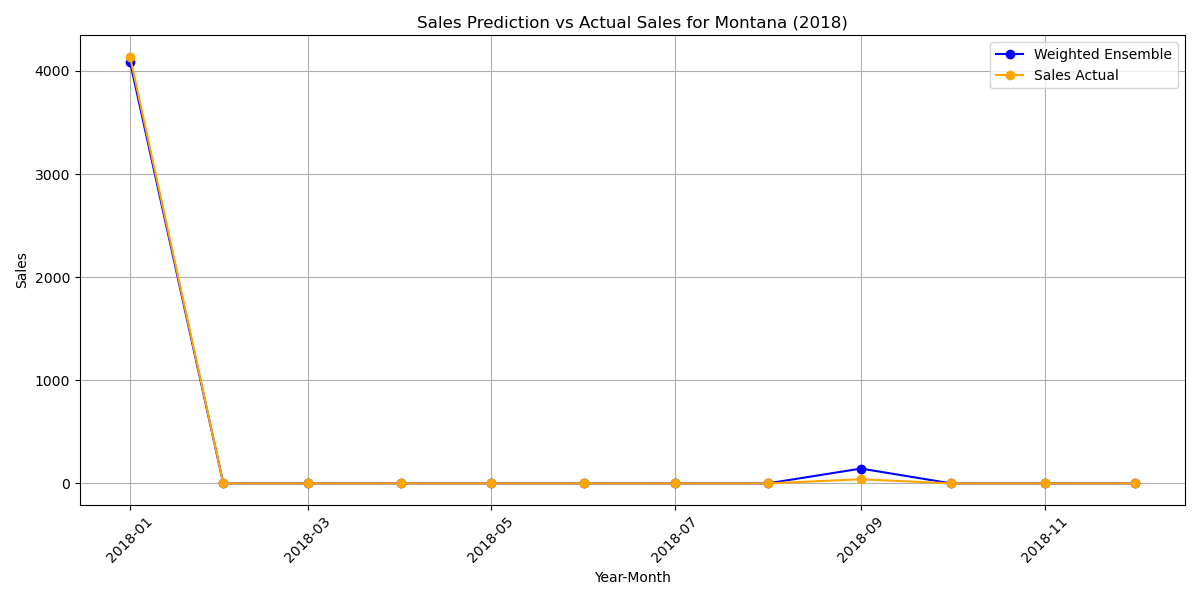 Sales Prediction vs Actual Sales for Montana (2018)
Weighted Ensemble
Sales Actual
Sales
4000
3000
2000
1000
0
2018-01
2018-03
2018-05
2018-07
2018-09
2018-11
Year-Month